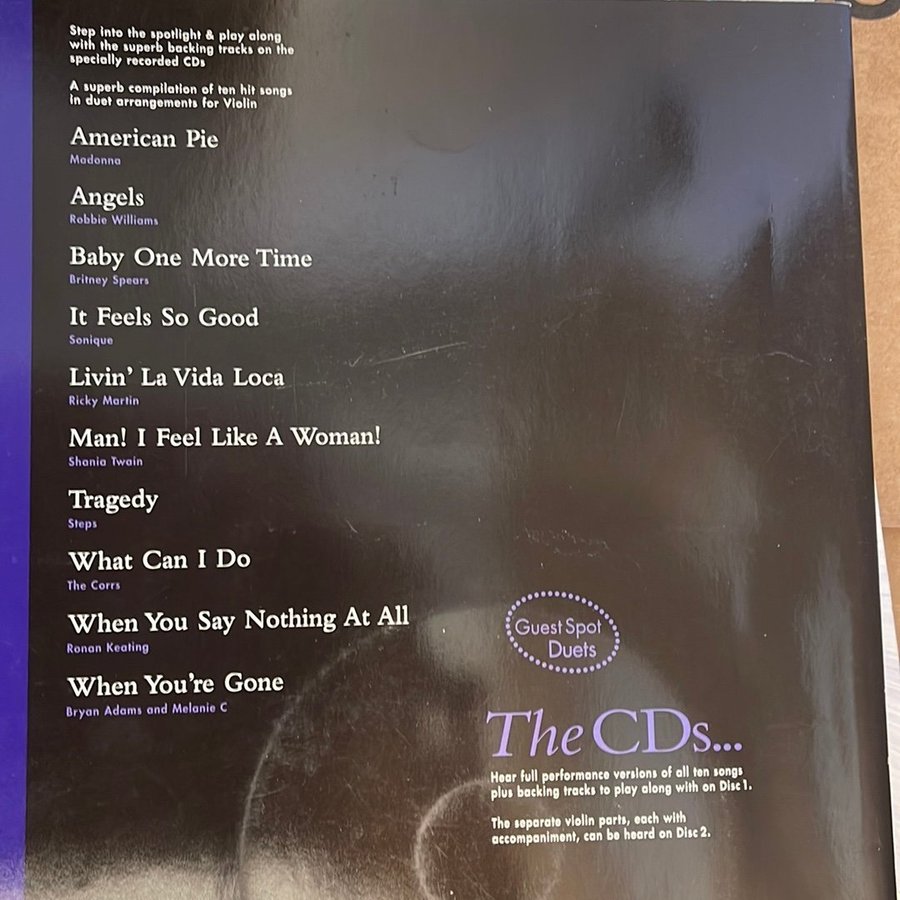 Step into the spotlight & play along
with the superb backing tracks on the
specially recorded CDs
A superb compilation of ten hit songs
in duet arrangements for Violin
American Pie
Madonna
Angels
Robbie Williams
Baby One More Time
Britney Spears
It Feels So Good
Sonique
Livin' La Vida Loca
Ricky Martin
Man! I Feel Like A Woman!
Shania Twain
Tragedy
Steps
What Can I Do
The Corrs
When You Say Nothing At All
Ronan Keating
When You're Gone
Bryan Adams and Melanie C
Guest Spot
Duets
The CDs...
Hear full performance versions of all ten songs
plus backing tracks to play along with on Disc 1.
The separate violin parts, each with
accompaniment, can be heard on Disc 2.